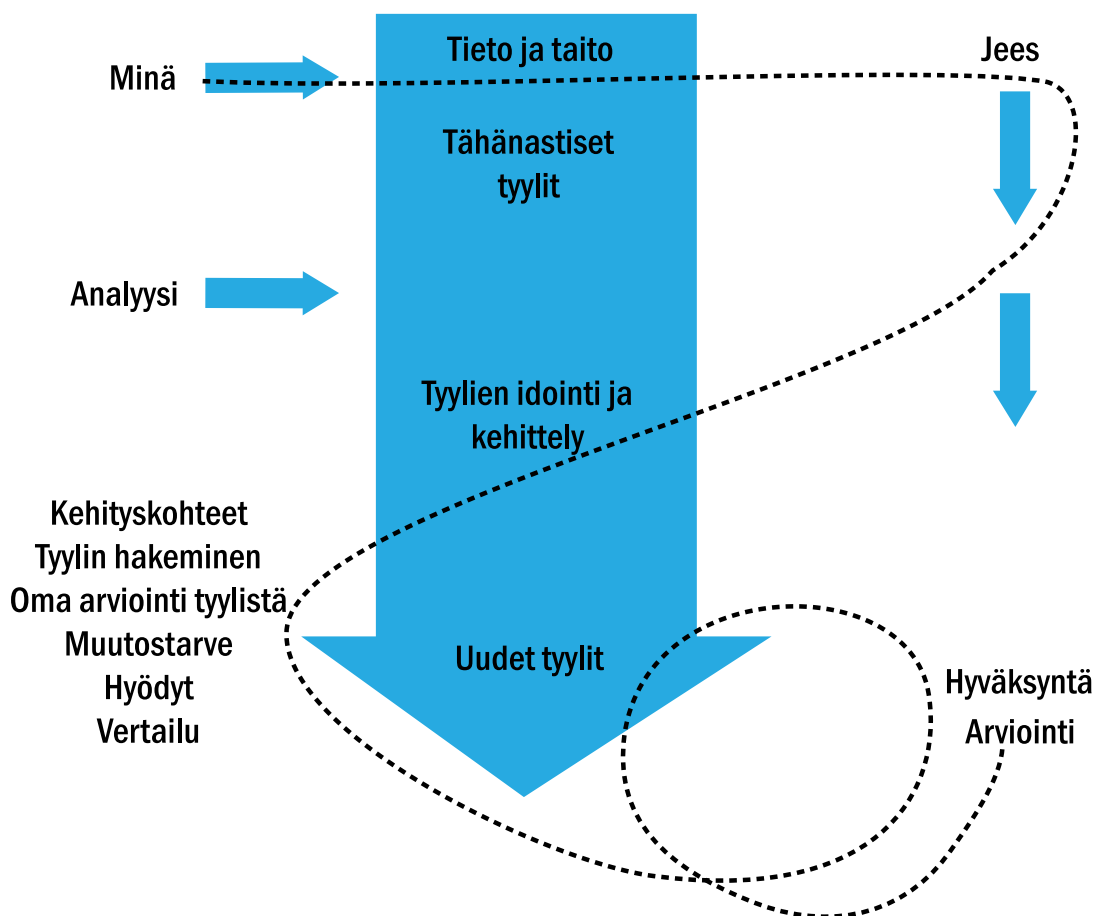 Minä
Tieto ja taito
Jees
Tähänastiset
tyylit
Analyysi
Tyylien idointi ja
kehittely
Kehityskohteet
Tyylin hakeminen
Oma arviointi tyylistä
Muutostarve
Hyödyt
Vertailu
Uudet tyylit
Hyväksyntä
Arviointi